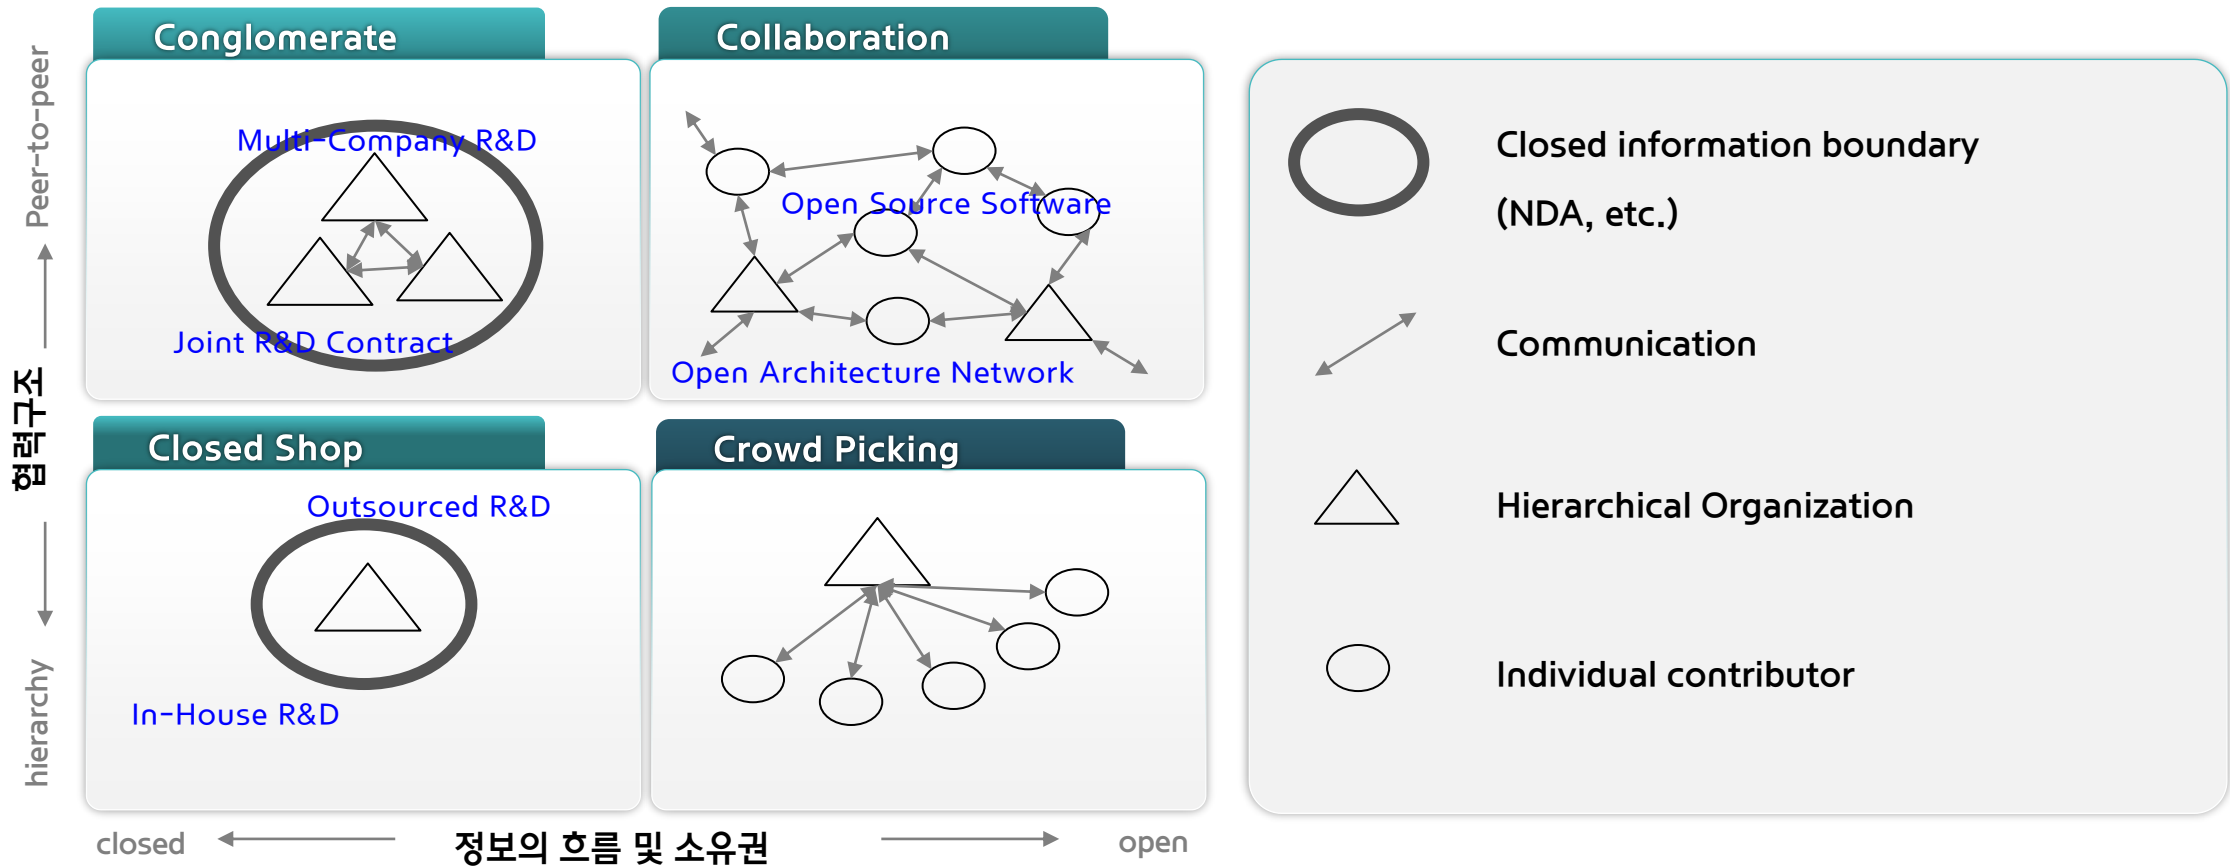 Conglomerate
Multi-Company R&D
Joint R&D Contract
Collaboration
Open Source Software
Open Architecture Network
Closed Shop
Outsourced R&D
In-House R&D
Crowd Picking
Peer-to-peer
협력구조
hierarchy
closed
정보의 흐름 및 소유권
open
Closed information boundary
(NDA, etc.)
Communication
Hierarchical Organization
Individual contributor